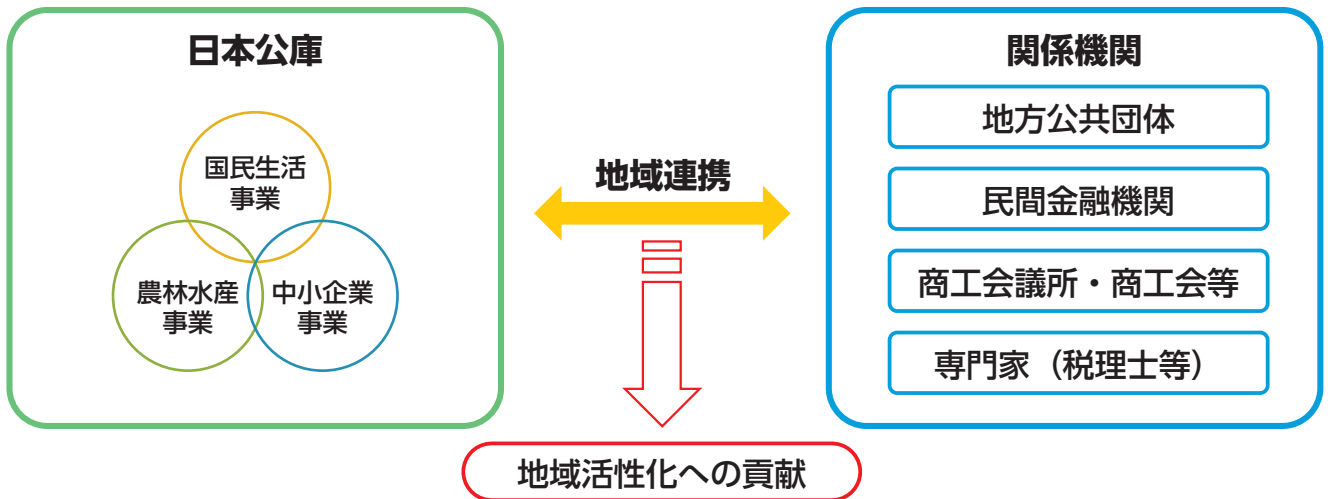 日本公庫
国民生活
事業
農林水産
事業
中小企業
事業
地域連携
関係機関
地方公共団体
民間金融機関
商工会議所・商工会等
専門家（税理士等）
地域活性化への貢献